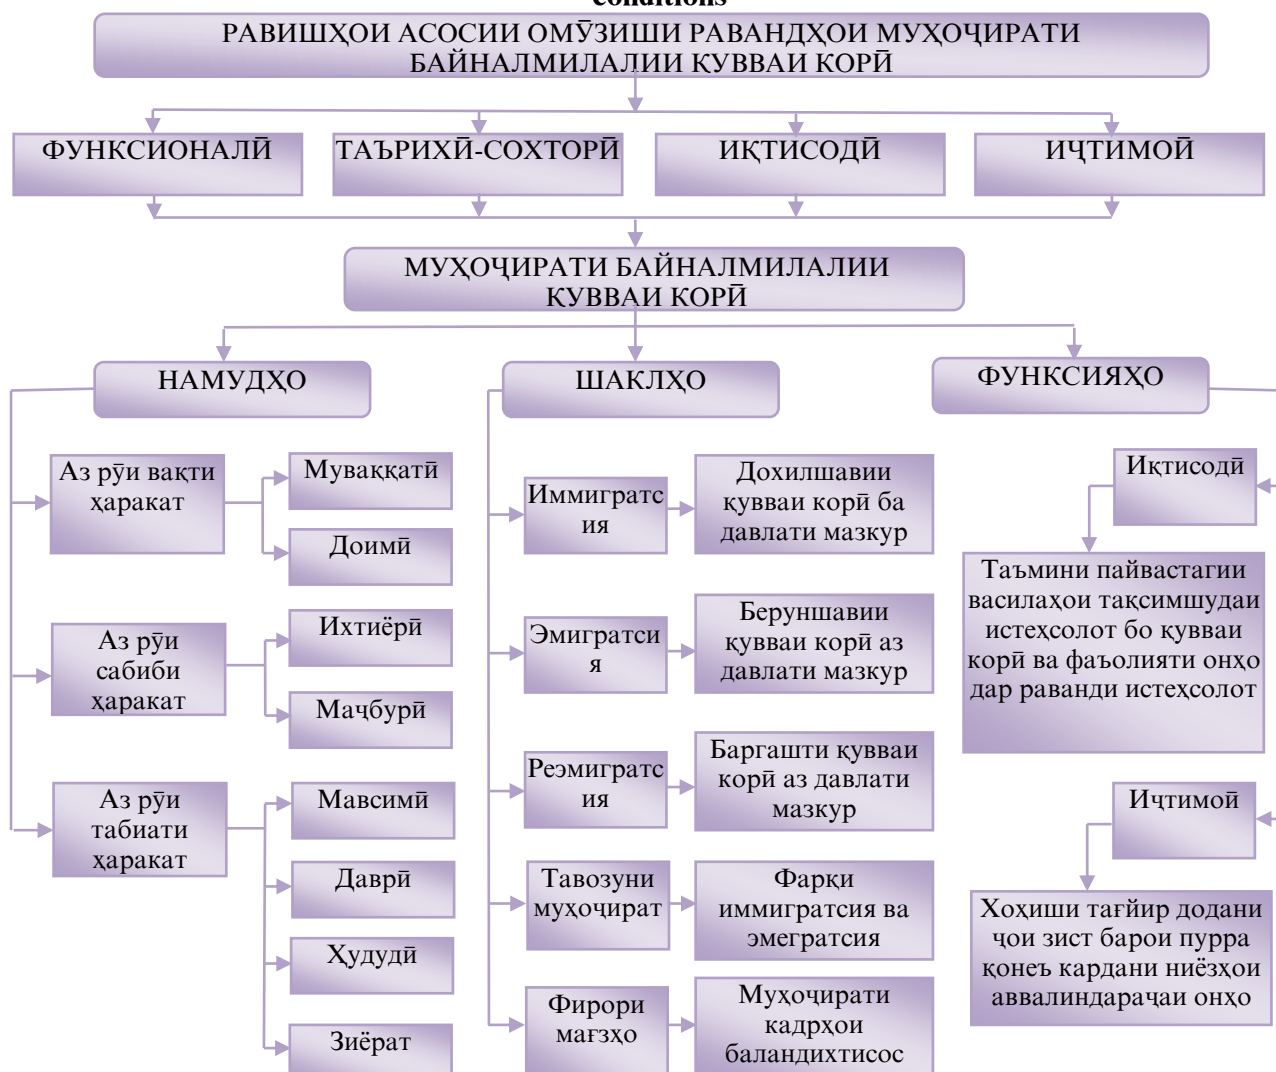 conditions
РАВИШҲОИ АСОСИИ ОМӮЗИШИ РАВАНДҲОИ МУҲОҶИРАТИ
БАЙНАЛМИЛАЛИИ ҚУВВАИ КОРӢ
ФУНКСИОНАЛӢ
ТАЪРИХӢ-СОХТОРӢ
ИҚТИСОДӢ
ИҶТИМОӢ
МУҲОҶИРАТИ БАЙНАЛМИЛАЛИИ
ҚУВВАИ КОРӢ
НАМУДҲО
ШАКЛҲО
ФУНКСИЯҲО
Аз рӯи вақти
ҳаракат
Муваққатӣ
Доимӣ
Аз рӯи
сабиби
ҳаракат
Ихтиёрӣ
Маҷбурӣ
Аз рӯи
табиати
ҳаракат
Мавсимӣ
Даврӣ
Ҳудудӣ
Зиёрат
Иммигратс
ия
Дохилшавии
қувваи корӣ ба
давлати мазкур
Эмигратси
я
Беруншавии
қувваи корӣ аз
давлати мазкур
Реэмигратс
ия
Баргашти қувваи
корӣ аз давлати
мазкур
Тавозуни
муҳоҷират
Фарқи
иммигратсия ва
эмегратсия
Фирори
мағзҳо
Муҳоҷирати
кадрҳои
баландихтисос
Иқтисодӣ
Таъмини пайвастагии
василаҳои тақсимшудаи
истеҳсолот бо қувваи
корӣ ва фаъолияти онҳо
дар раванди истеҳсолот
Иҷтимоӣ
Хоҳиши тағйир додани
ҷои зист барои пурра
қонеъ кардани ниёзҳои
аввалиндараҷаи онҳо